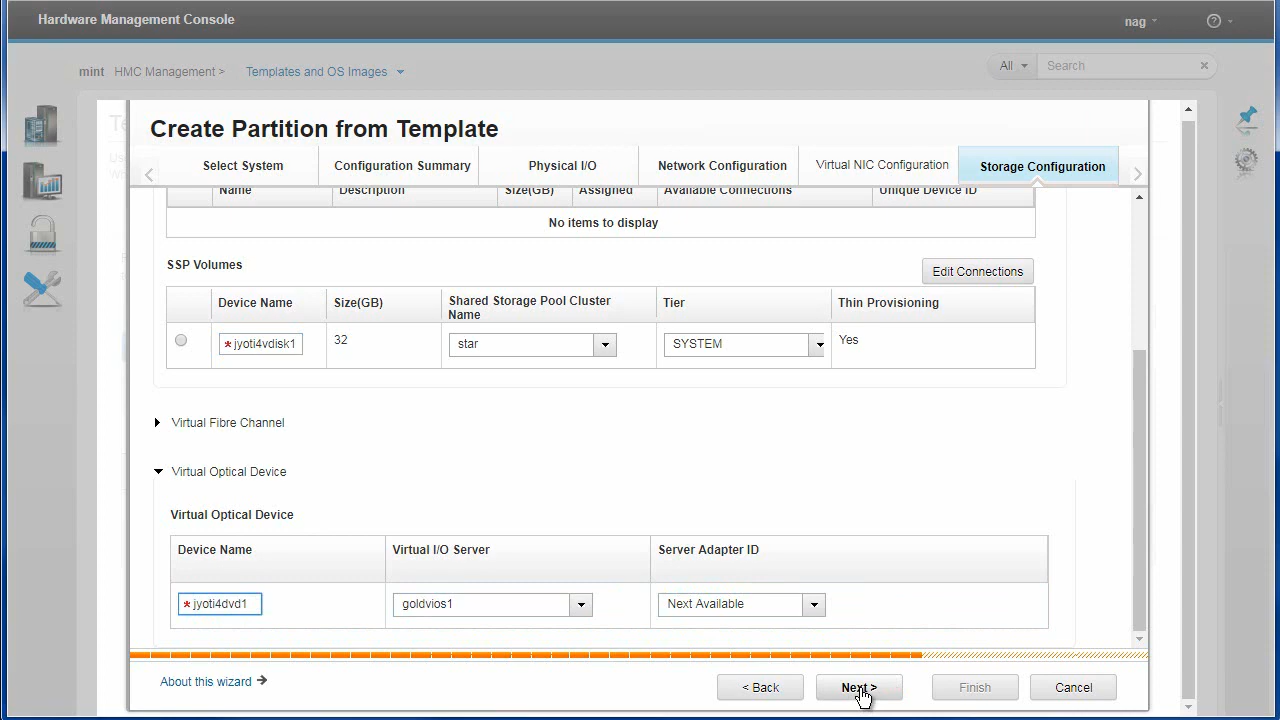 Hardware Management Console
nag
?
mint HMC Management > Templates and OS Images
All Search
Create Partition from Template
Select System Configuration Summary Physical I/O Network Configuration Virtual NIC Configuration Storage Configuration
Name Description Size(GB) Assigned Available Connections Unique Device ID
No items to display
SSP Volumes
Edit Connections
Device Name Size(GB) Shared Storage Pool Cluster Name Tier Thin Provisioning
* jyoti4vdisk1 32 star SYSTEM Yes
Virtual Fibre Channel
Virtual Optical Device
Virtual Optical Device
Device Name Virtual I/O Server Server Adapter ID
* jyoti4dvd1 goldvios1 Next Available
About this wizard
< Back Next > Finish Cancel